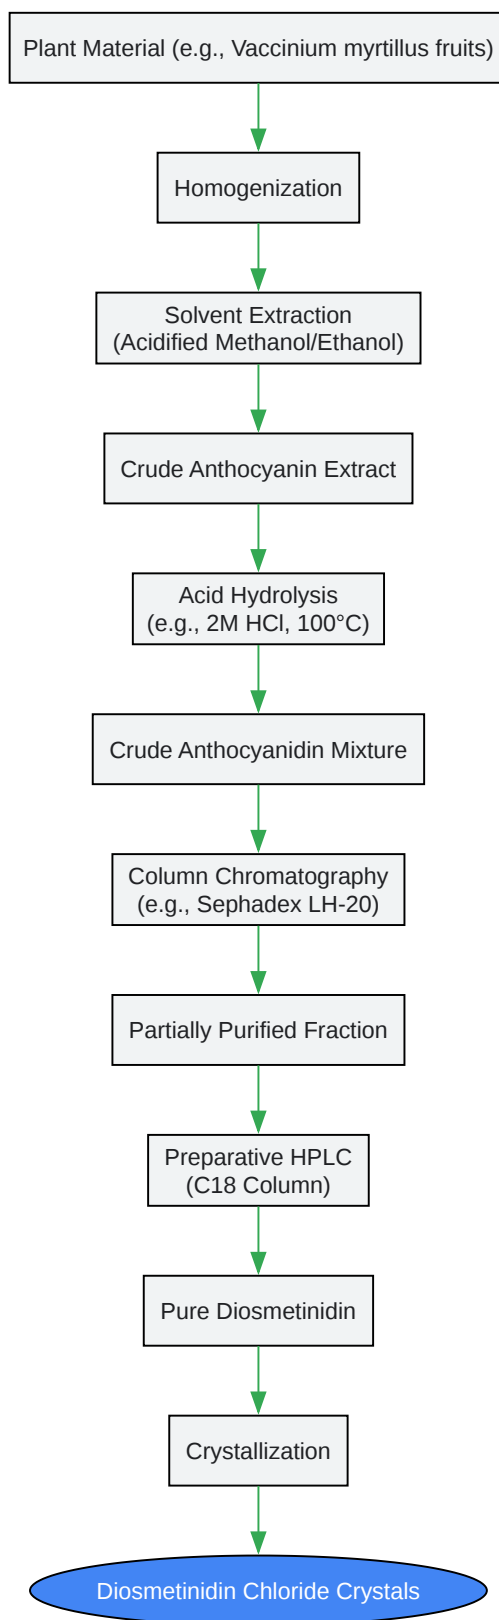 Plant Material (e.g., Vaccinium myrtillus fruits)
Homogenization
Solvent Extraction
(Acidified Methanol/Ethanol)
Crude Anthocyanin Extract
Acid Hydrolysis
(e.g., 2M HCl, 100°C)
Crude Anthocyanidin Mixture
Column Chromatography
(e.g., Sephadex LH-20)
Partially Purified Fraction
Preparative HPLC
(C18 Column)
Pure Diosmetinidin
Crystallization
Diosmetinidin Chloride Crystals